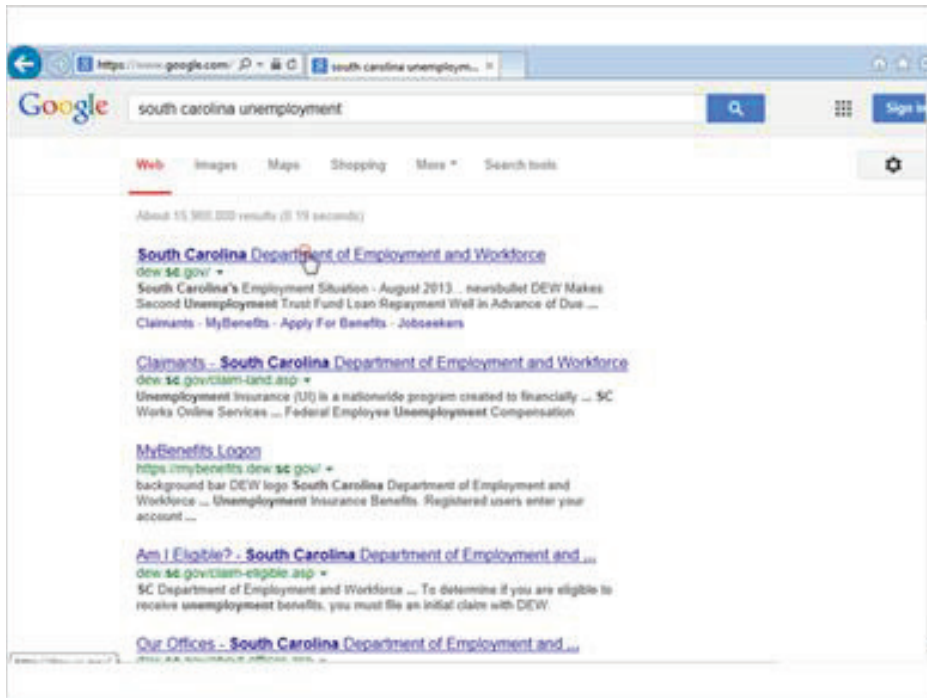 https://www.google.com/
south carolina unemploym...
Google
south carolina unemployment
Sign in
Web Images Maps Shopping More Search tools
About 15,900,000 results (0.19 seconds)
South Carolina Department of Employment and Workforce
dew.sc.gov/
South Carolina's Employment Situation - August 2013 ... newsbullet DEW Makes
Second Unemployment Trust Fund Loan Repayment Well in Advance of Due ...
Claimants - MyBenefits - Apply For Benefits - Jobseekers
Claimants - South Carolina Department of Employment and Workforce
dew.sc.gov/claim-land.asp
Unemployment Insurance (UI) is a nationwide program created to financially ... SC
Works Online Services ... Federal Employee Unemployment Compensation
MyBenefits Logon
https://mybenefits.dew.sc.gov/
background bar DEW logo South Carolina Department of Employment and
Workforce ... Unemployment Insurance Benefits. Registered users enter your
account ...
Am I Eligible? - South Carolina Department of Employment and ...
dew.sc.gov/claim-eligible.asp
SC Department of Employment and Workforce ... To determine if you are eligible to
receive unemployment benefits, you must file an initial claim with DEW.
Our Offices - South Carolina Department of Employment and ...